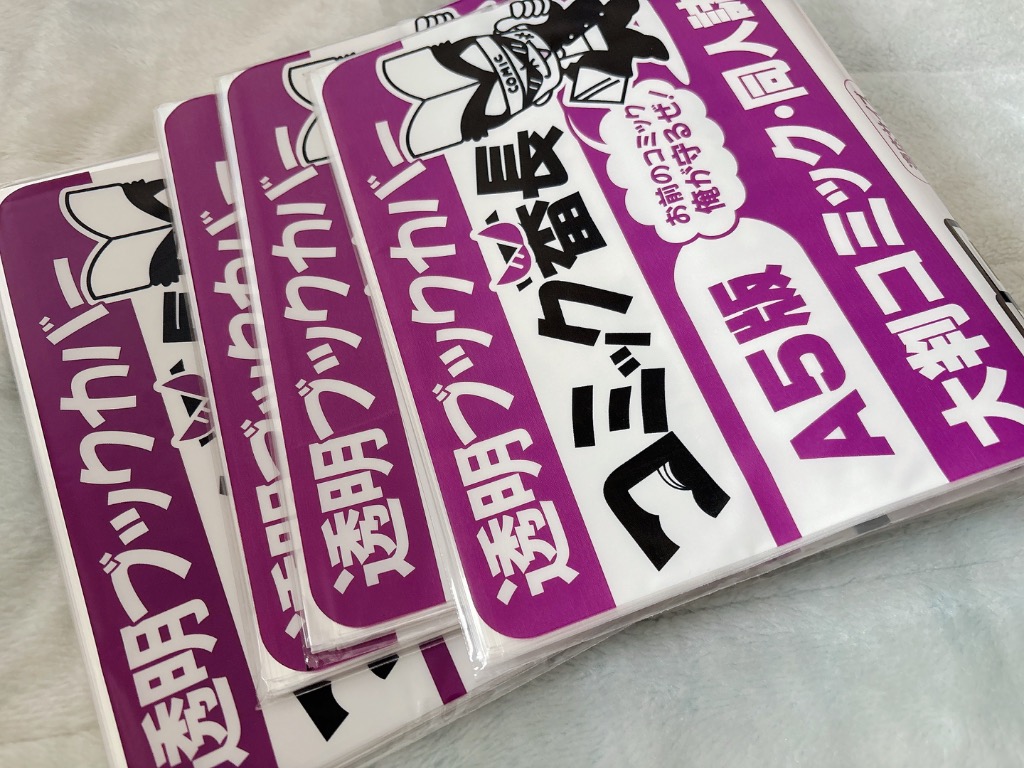 透明ブックカバー
COMIC
コミック番長
お前のコミック
俺が守るぜ!
A5版
大判コミック・同人誌
透明ブックカバー
透明ブックカバー
透明ブックカバー